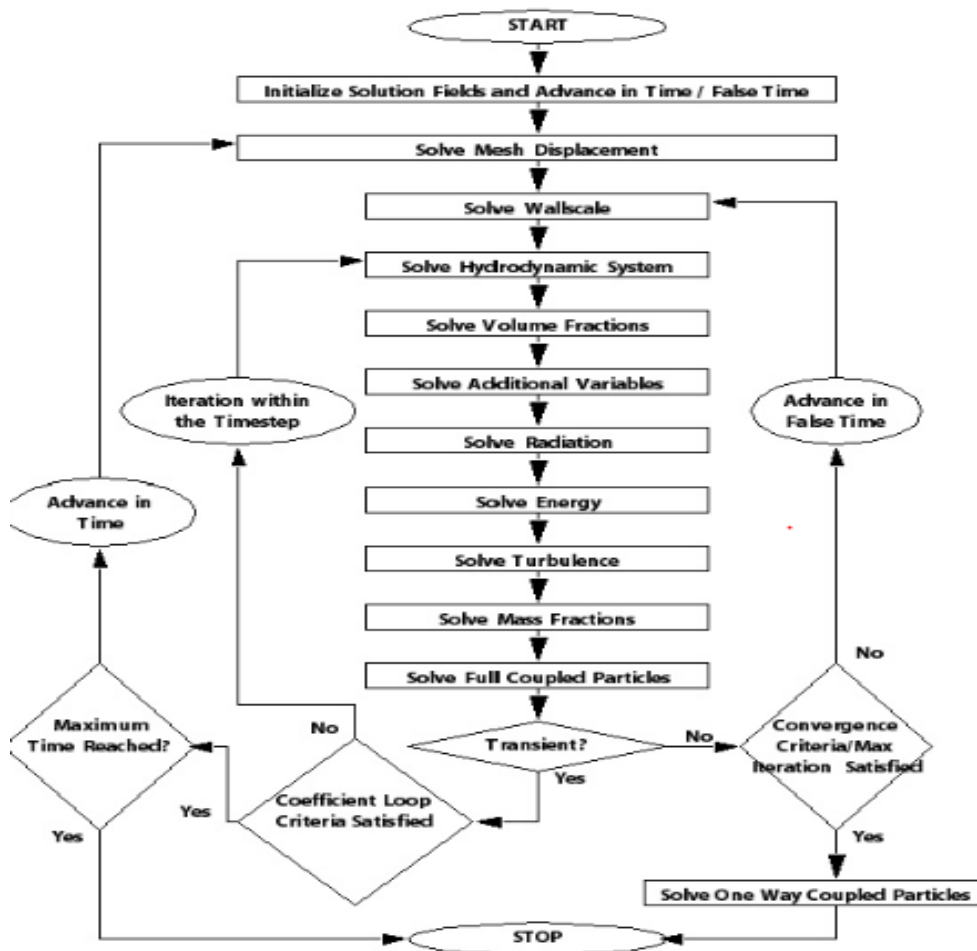 START
Initialize Solution Fields and Advance in Time / False Time
Solve Mesh Displacement
Solve Wallscale
Solve Hydrodynamic System
Solve Volume Fractions
Solve Additional Variables
Iteration within
the Timestep
Advance in
False Time
Solve Radiation
Solve Energy
Advance in
Time
Solve Turbulence
Solve Mass Fractions
Solve Full Coupled Particles
No
Maximum
Time Reached?
No
Transient?
No
Convergence
Criteria/Max
Iteration Satisfied
Yes
Coefficient Loop
Criteria Satisfied
Yes
Yes
Yes
Solve One Way Coupled Particles
STOP